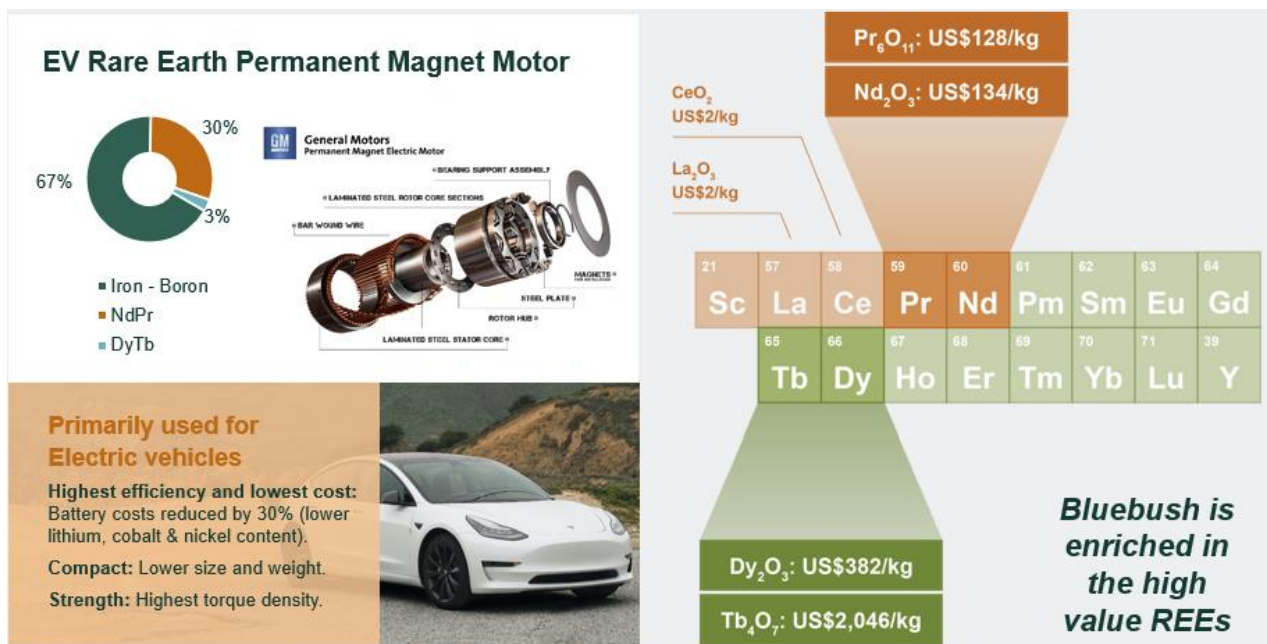 EV Rare Earth Permanent Magnet Motor
30%
67%
3%
Iron - Boron
NdPr
DyTb
GM
General Motors
Permanent Magnet Electric Motor
BEARING SUPPORT ASSEMBLY
LAMINATED STEEL ROTOR CORE SECTIONS
BAR WOUND WIRE
MAGNETS
STEEL PLATE
ROTOR HUB
LAMINATED STEEL STATOR CORE
Primarily used for
Electric vehicles
Highest efficiency and lowest cost:
Battery costs reduced by 30% (lower
lithium, cobalt & nickel content).
Compact: Lower size and weight.
Strength: Highest torque density.
Pr₆O₁₁: US$128/kg
Nd₂O₃: US$134/kg
CeO₂
US$2/kg
La₂O₃
US$2/kg
21 57 58 59 60 61 62 63 64
Sc La Ce Pr Nd Pm Sm Eu Gd
65 66 67 68 69 70 71 39
Tb Dy Ho Er Tm Yb Lu Y
Dy₂O₃: US$382/kg
Tb₄O₇: US$2,046/kg
Bluebush is
enriched in
the high
value REEs